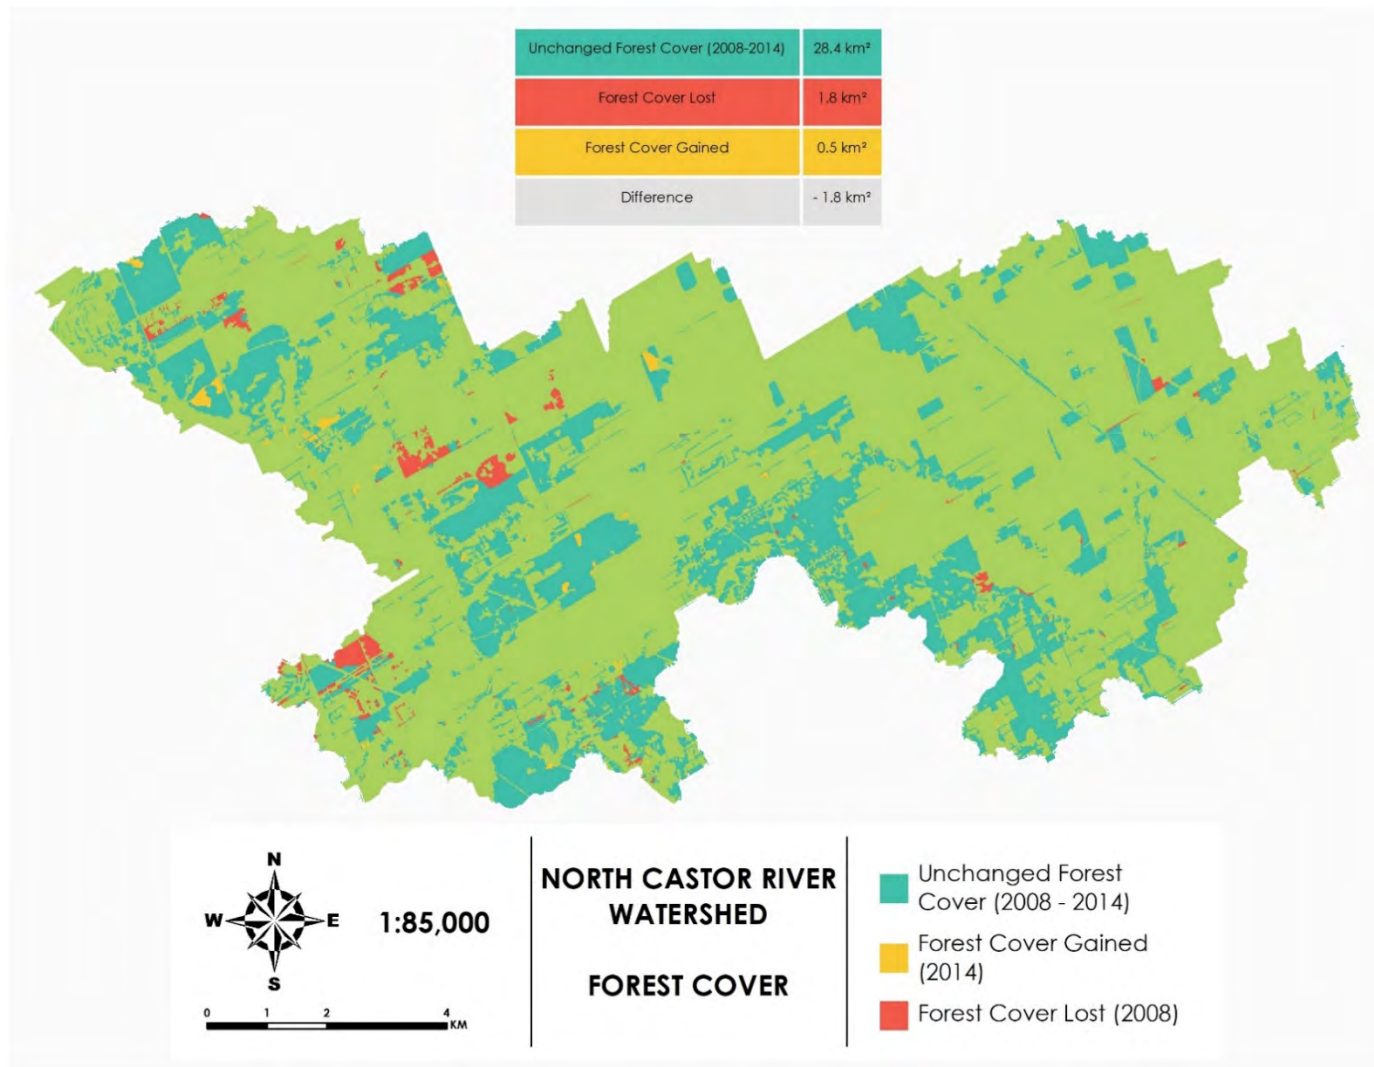 Unchanged Forest Cover (2008-2014) 28.4 km²
Forest Cover Lost 1.8 km²
Forest Cover Gained 0.5 km²
Difference - 1.8 km²
N
W E
S
1:85,000
0 1 2 4
KM
NORTH CASTOR RIVER
WATERSHED
FOREST COVER
Unchanged Forest
Cover (2008 - 2014)
Forest Cover Gained
(2014)
Forest Cover Lost (2008)